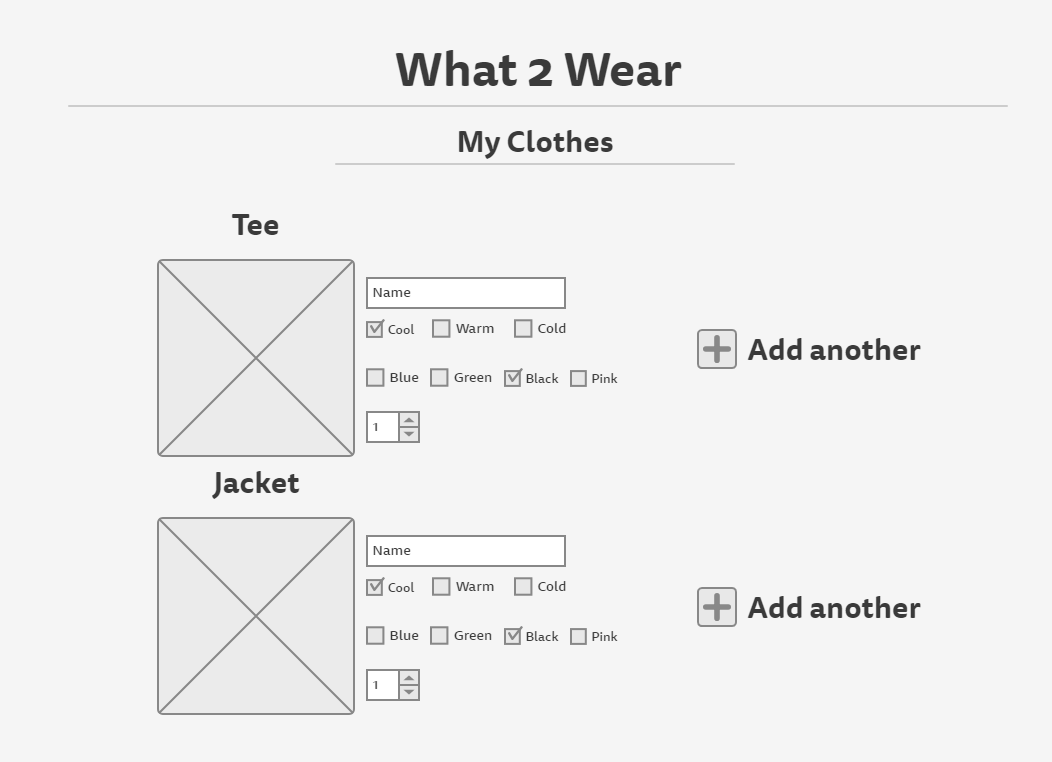 What 2 Wear
My Clothes
Tee
Name
Cool Warm Cold
Add another
Blue Green Black Pink
1
Jacket
Name
Cool Warm Cold
Add another
Blue Green Black Pink
1